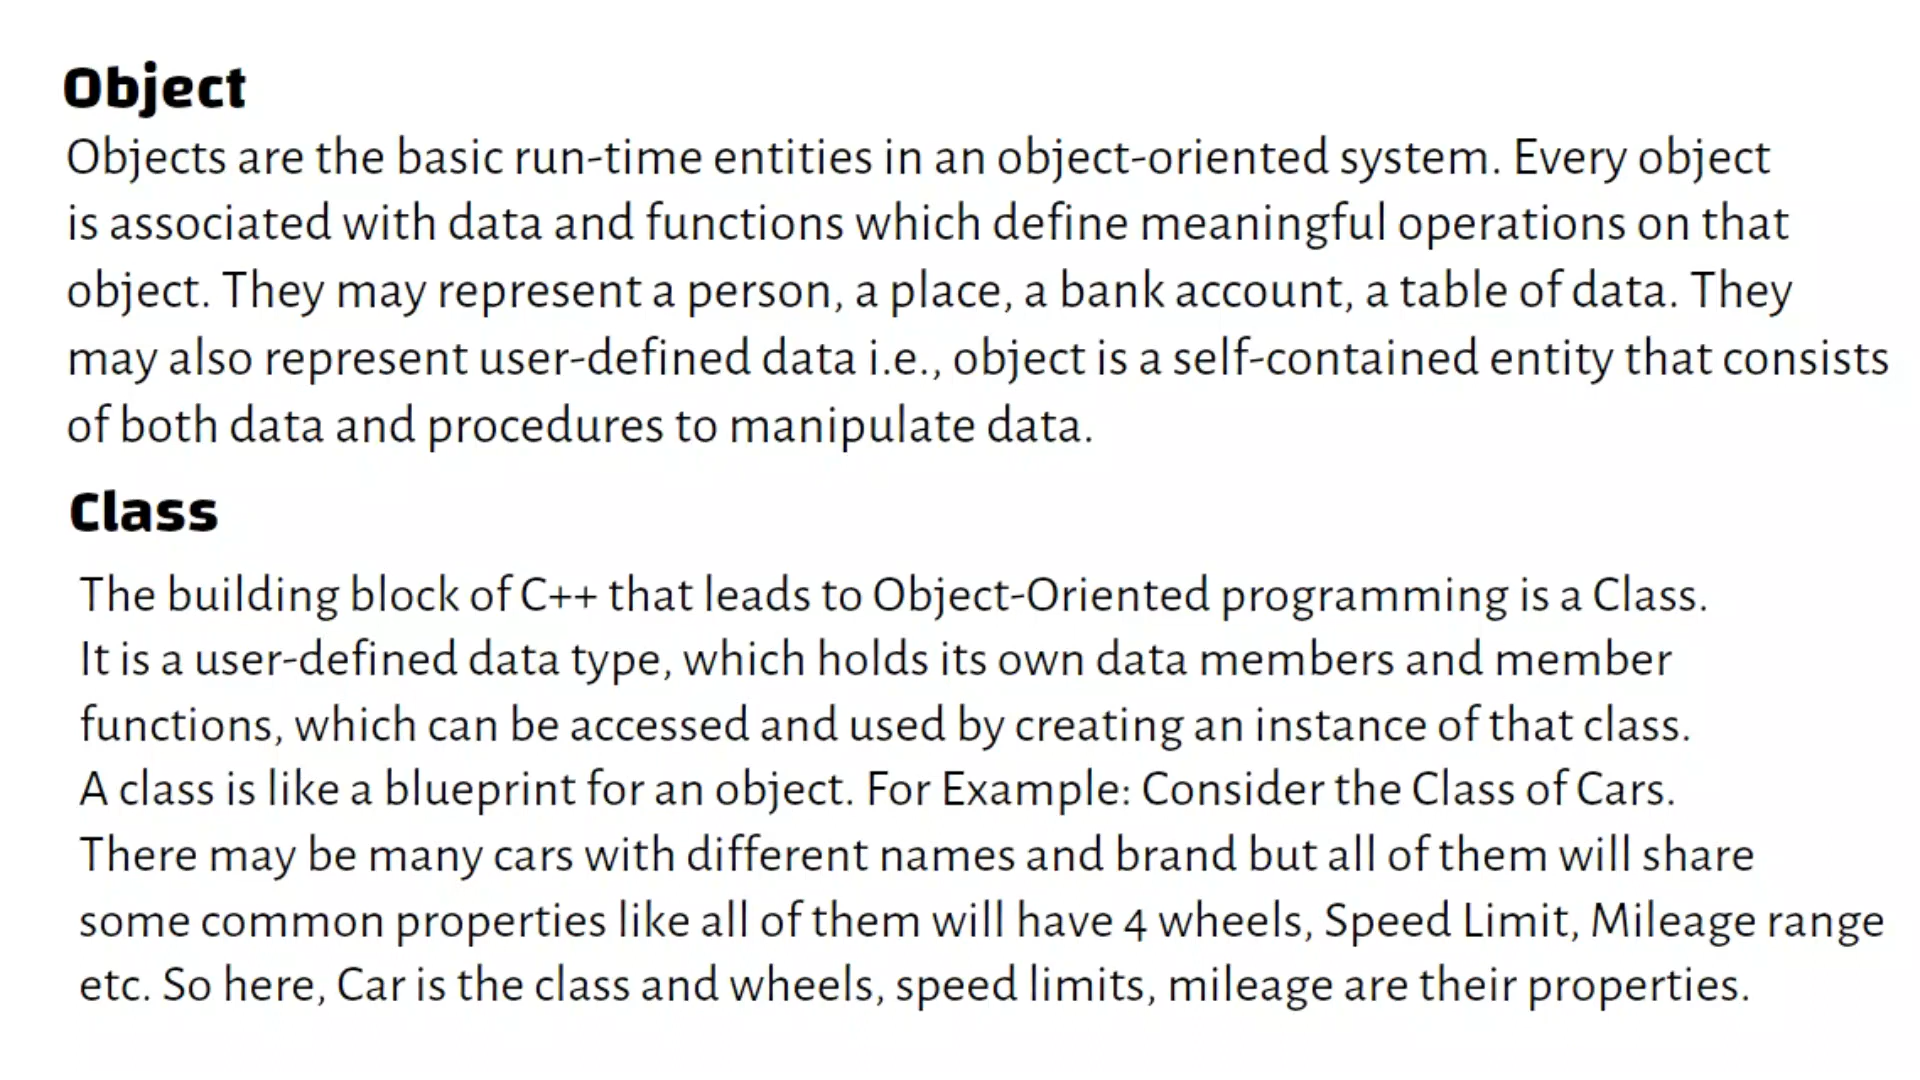 Object
Objects are the basic run-time entities in an object-oriented system. Every object
is associated with data and functions which define meaningful operations on that
object. They may represent a person, a place, a bank account, a table of data. They
may also represent user-defined data i.e., object is a self-contained entity that consists
of both data and procedures to manipulate data.
Class
The building block of C++ that leads to Object-Oriented programming is a Class.
It is a user-defined data type, which holds its own data members and member
functions, which can be accessed and used by creating an instance of that class.
A class is like a blueprint for an object. For Example: Consider the Class of Cars.
There may be many cars with different names and brand but all of them will share
some common properties like all of them will have 4 wheels, Speed Limit, Mileage range
etc. So here, Car is the class and wheels, speed limits, mileage are their properties.